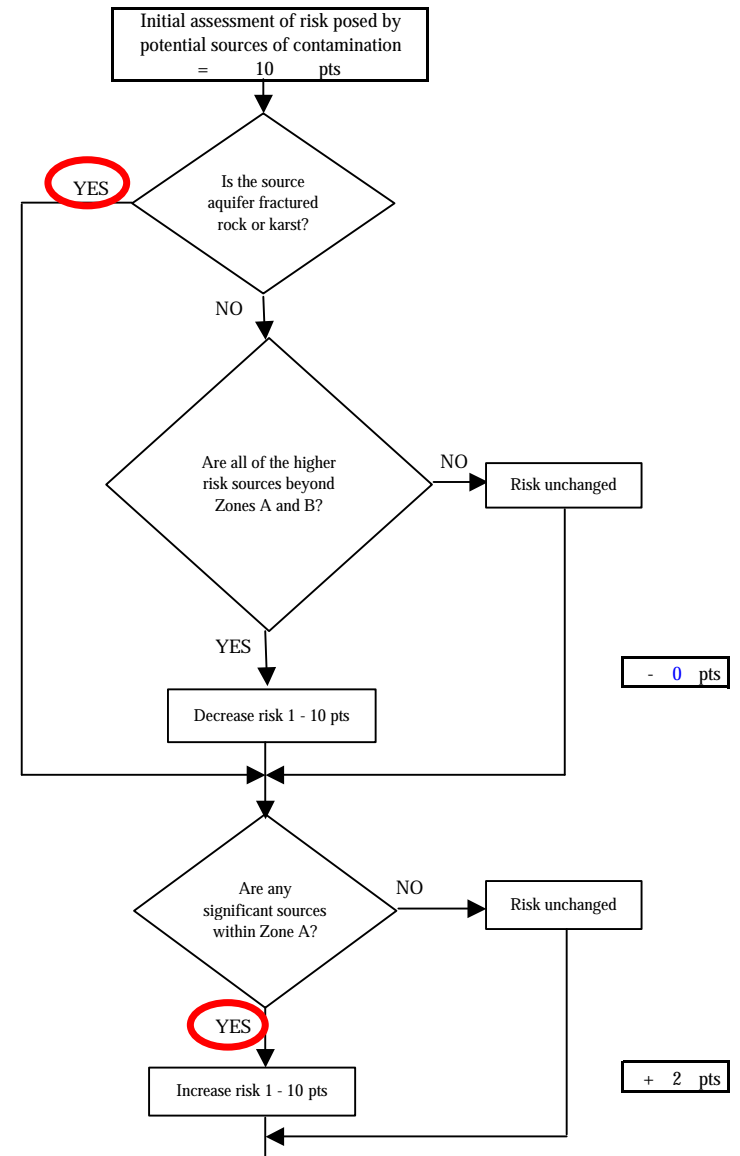 Initial assessment of risk posed by
potential sources of contamination
= 10 pts
YES
Is the source
aquifer fractured
rock or karst?
NO
Are all of the higher
risk sources beyond
Zones A and B?
NO
Risk unchanged
YES
- 0 pts
Decrease risk 1 - 10 pts
Are any
significant sources
within Zone A?
NO
Risk unchanged
YES
Increase risk 1 - 10 pts
+ 2 pts